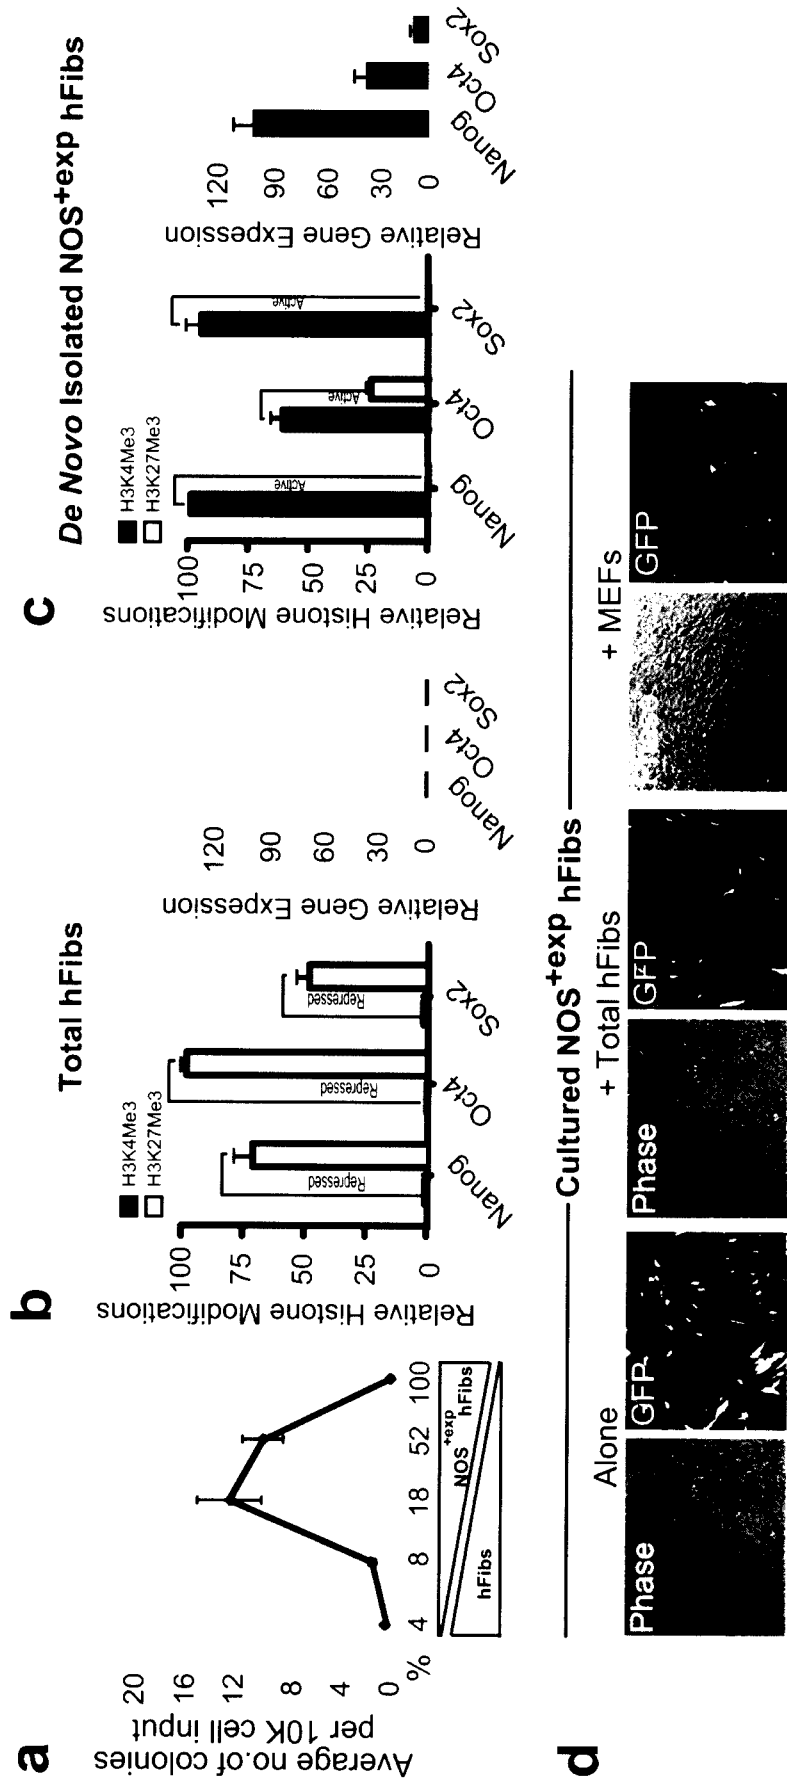 a
Average no.of colonies
per 10K cell input
20
16
12
8
4
0
%
4
8
18
52
100
hFibs
NOS+exp
hFibs
b
Total hFibs
H3K4Me3
H3K27Me3
Relative Histone Modifications
100
75
50
25
0
Repressed
Repressed
Repressed
Nanog
Oct4
Sox2
Relative Gene Expession
120
90
60
30
0
Nanog
Oct4
Sox2
c
De Novo Isolated NOS+exp hFibs
H3K4Me3
H3K27Me3
Relative Histone Modifications
100
75
50
25
0
Active
Active
Active
Nanog
Oct4
Sox2
Relative Gene Expession
120
90
60
30
0
Nanog
Oct4
Sox2
d
Cultured NOS+exp hFibs
Alone
+ Total hFibs
+ MEFs
Phase
GFP
Phase
GFP
GFP